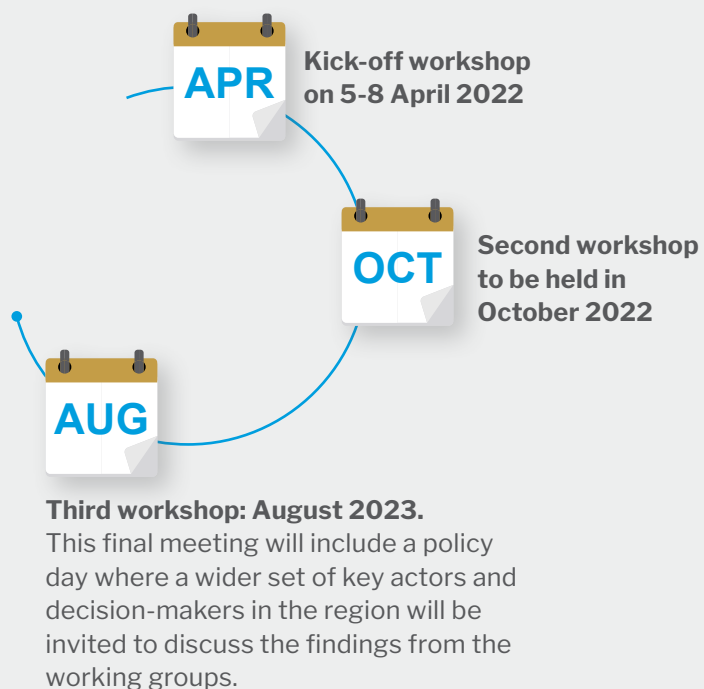 APR
Kick-off workshop
on 5-8 April 2022
OCT
Second workshop
to be held in
October 2022
AUG
Third workshop: August 2023.
This final meeting will include a policy
day where a wider set of key actors and
decision-makers in the region will be
invited to discuss the findings from the
working groups.